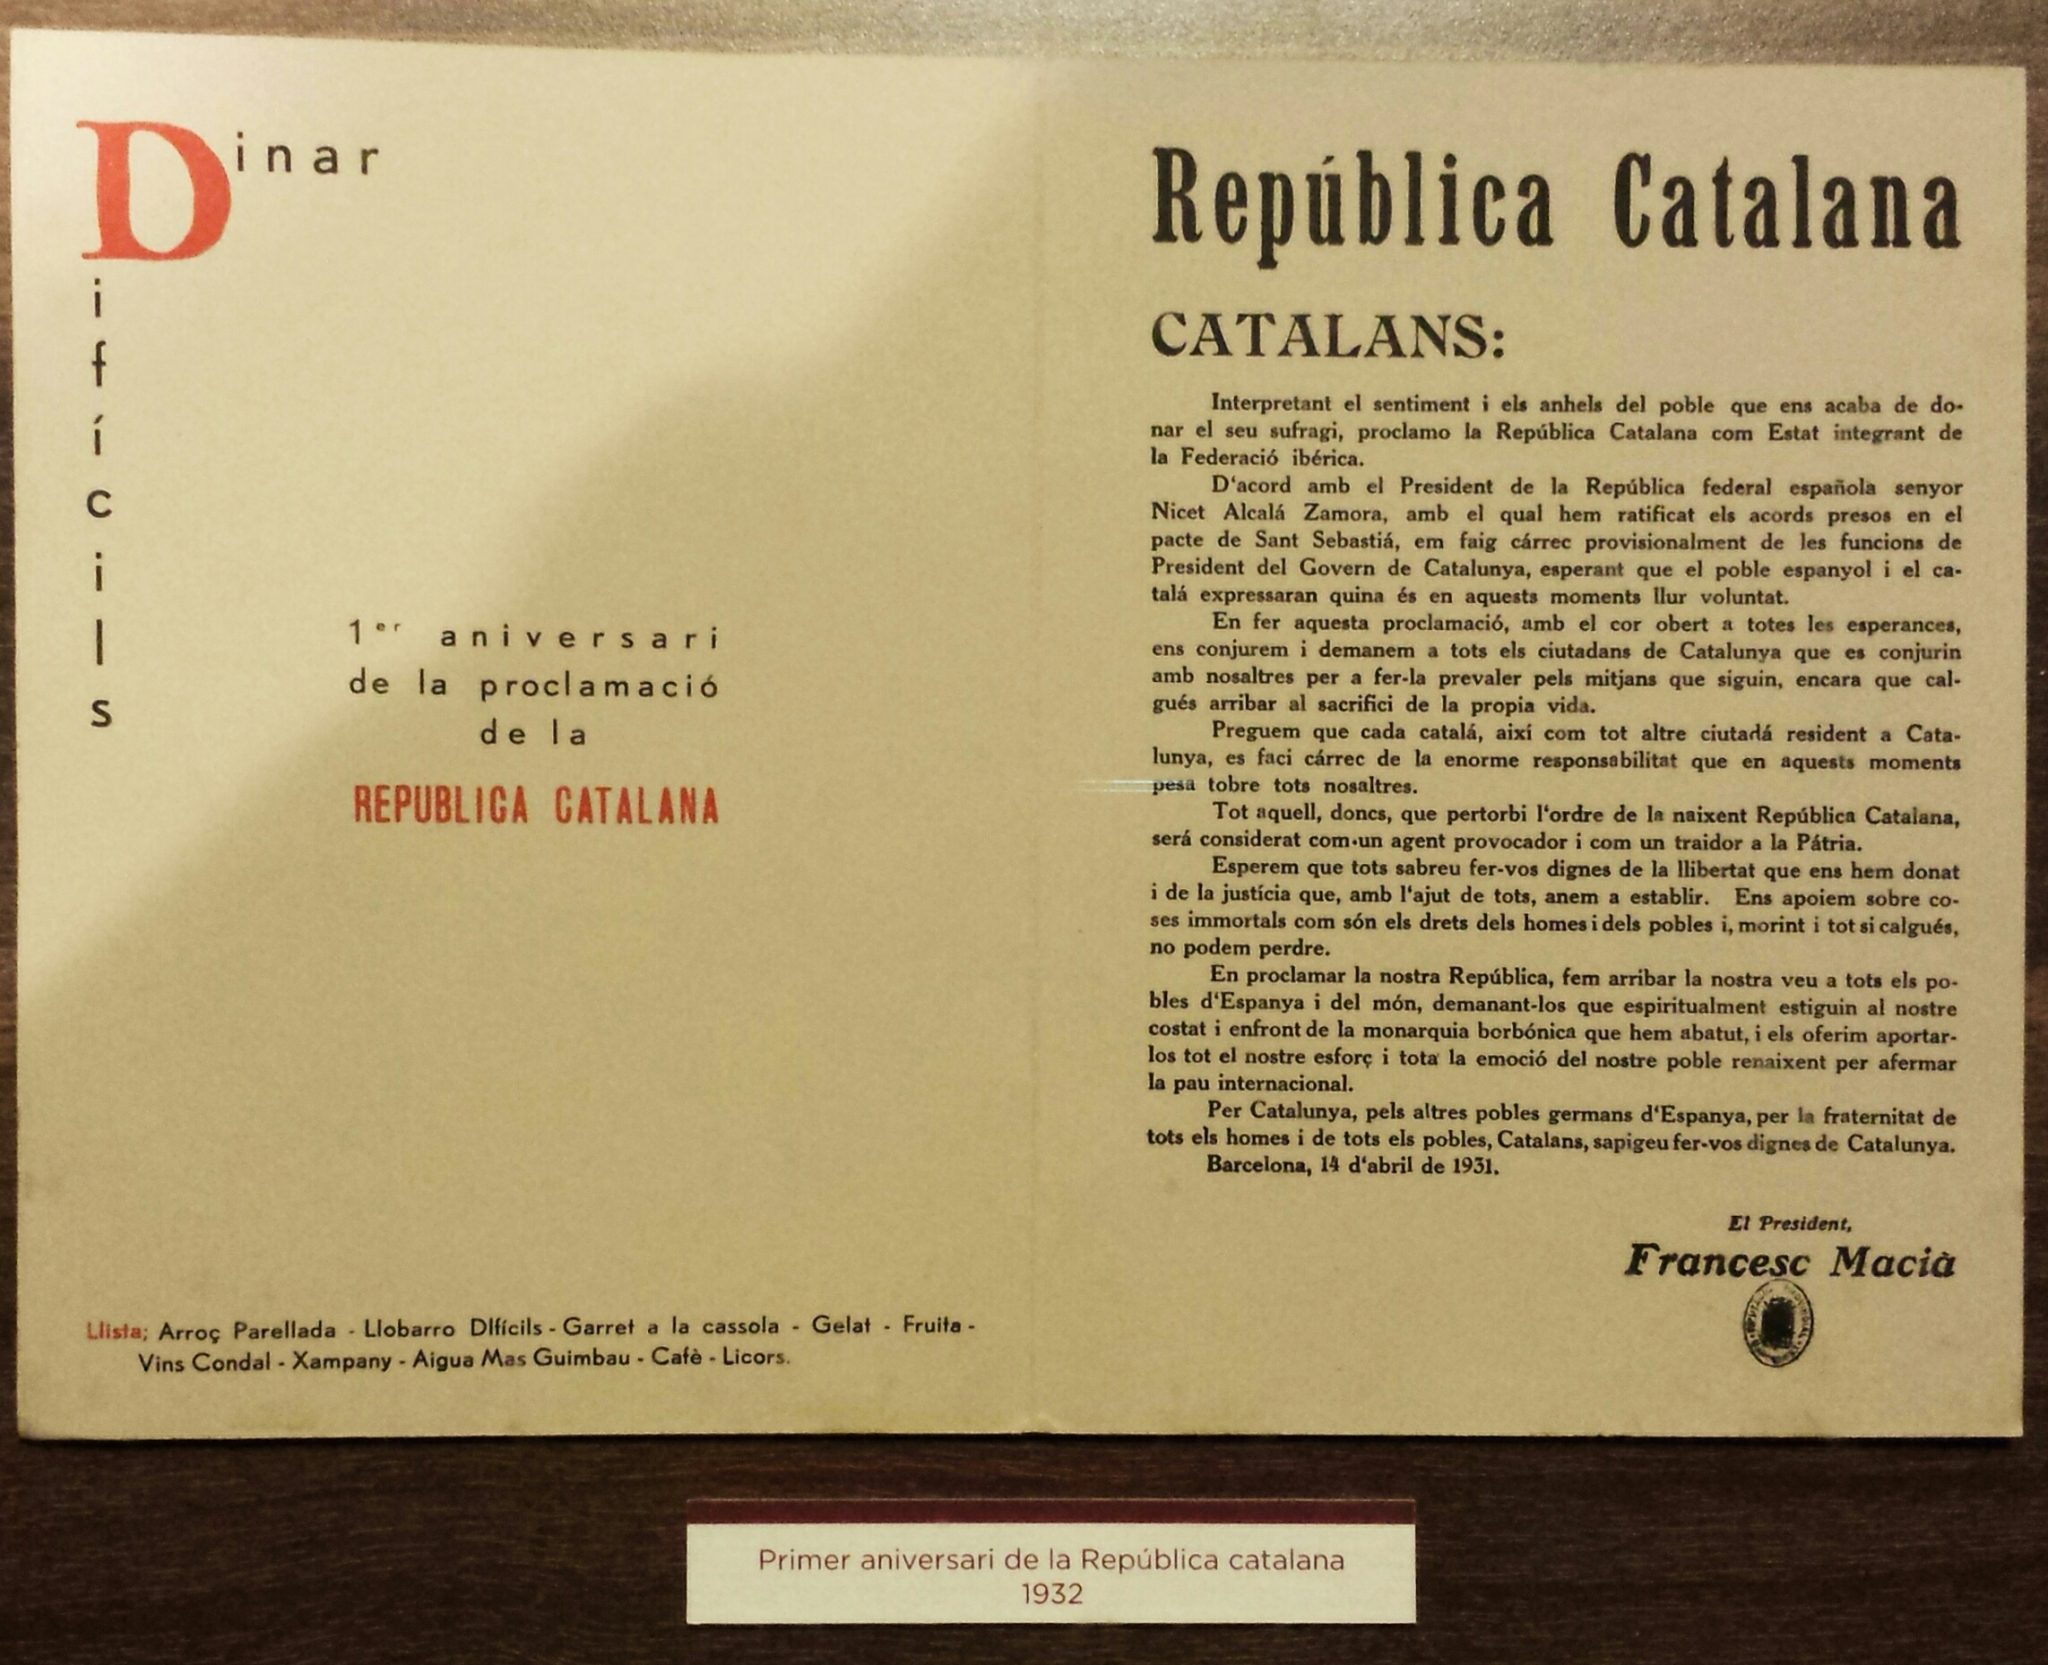 Dinar
Difícils
1er aniversari
de la proclamació
de la
REPUBLICA CATALANA
Llista; Arroç Parellada - Llobarro DIfícils - Garret a la cassola - Gelat - Fruita -
Vins Condal - Xampany - Aigua Mas Guimbau - Cafè - Licors.
República Catalana
CATALANS:
Interpretant el sentiment i els anhels del poble que ens acaba de do-
nar el seu sufragi, proclamo la República Catalana com Estat integrant de
la Federació ibérica.
D'acord amb el President de la República federal española senyor
Nicet Alcalá Zamora, amb el qual hem ratificat els acords presos en el
pacte de Sant Sebastiá, em faig cárrec provisionalment de les funcions de
President del Govern de Catalunya, esperant que el poble espanyol i el ca-
talá expressaran quina és en aquests moments llur voluntat.
En fer aquesta proclamació, amb el cor obert a totes les esperances,
ens conjurem i demanem a tots els ciutadans de Catalunya que es conjurin
amb nosaltres per a fer-la prevaler pels mitjans que siguin, encara que cal-
gués arribar al sacrifici de la propia vida.
Preguem que cada catalá, així com tot altre ciutadá resident a Cata-
lunya, es faci cárrec de la enorme responsabilitat que en aquests moments
pesa tobre tots nosaltres.
Tot aquell, doncs, que pertorbi l'ordre de la naixent República Catalana,
será considerat com·un agent provocador i com un traidor a la Pátria.
Esperem que tots sabreu fer-vos dignes de la llibertat que ens hem donat
i de la justícia que, amb l'ajut de tots, anem a establir. Ens apoiem sobre co-
ses immortals com són els drets dels homes i dels pobles i, morint i tot si calgués,
no podem perdre.
En proclamar la nostra República, fem arribar la nostra veu a tots els po-
bles d'Espanya i del món, demanant-los que espiritualment estiguin al nostre
costat i enfront de la monarquia borbónica que hem abatut, i els oferim aportar-
los tot el nostre esforç i tota la emoció del nostre poble renaixent per afermar
la pau internacional.
Per Catalunya, pels altres pobles germans d'Espanya, per la fraternitat de
tots els homes i de tots els pobles, Catalans, sapigeu fer-vos dignes de Catalunya.
Barcelona, 14 d'abril de 1931.
El President,
Francesc Macià
Primer aniversari de la República catalana
1932